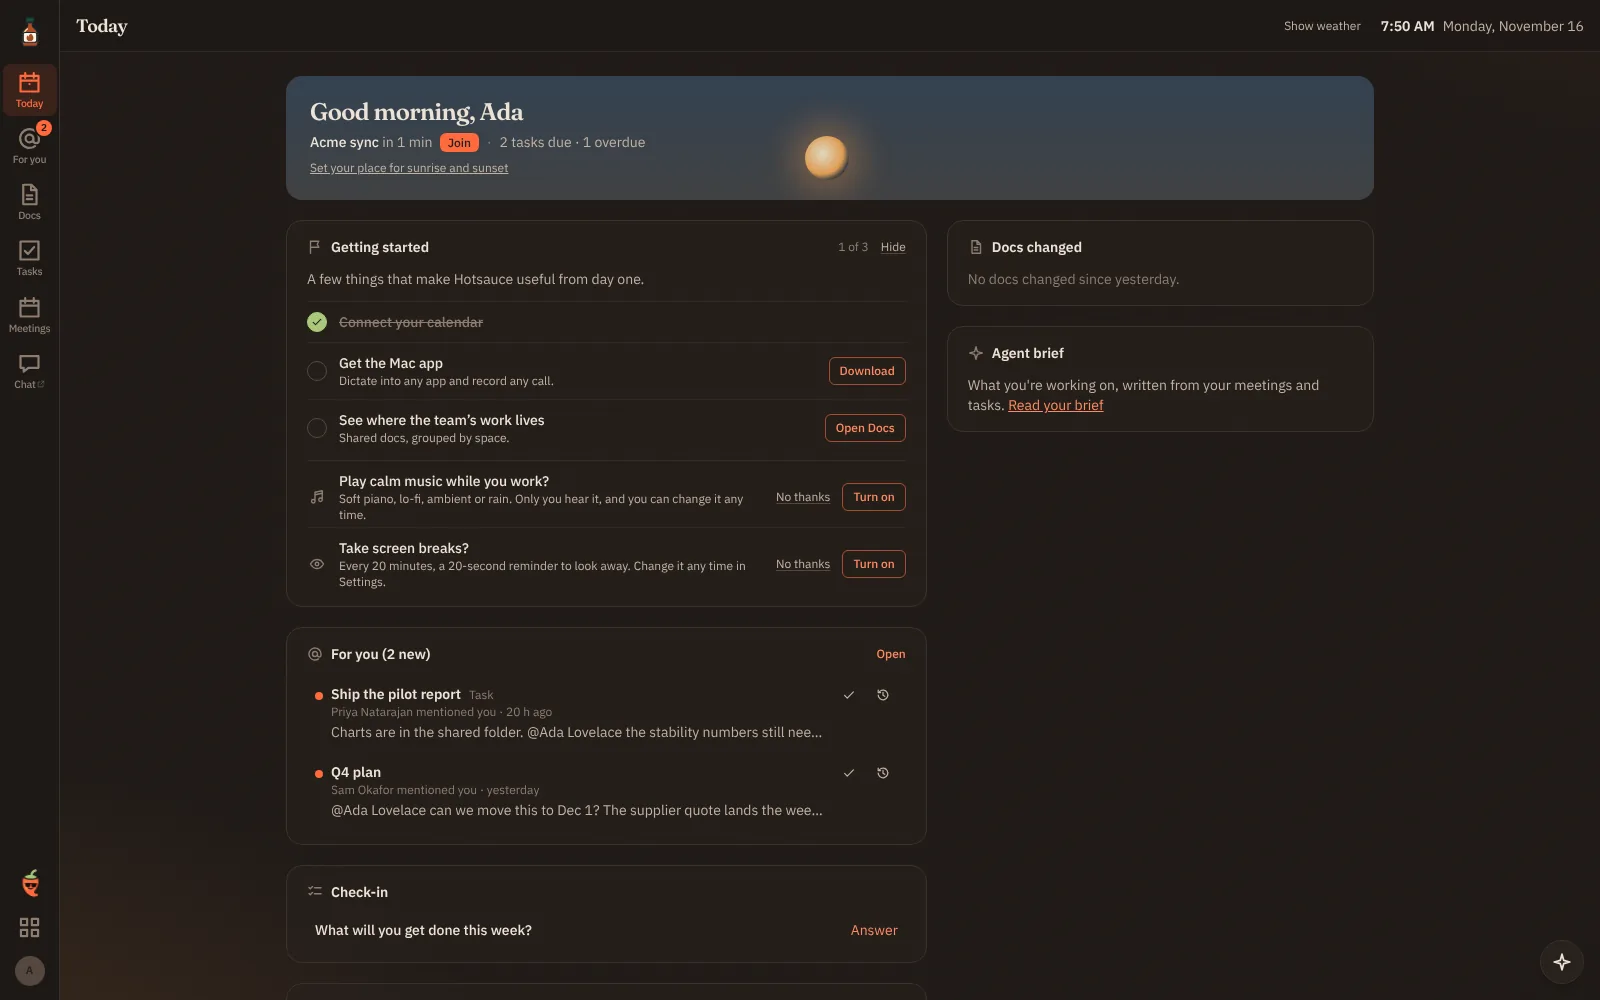 Today
Show weather
7:50 AM Monday, November 16
Today
2
For you
Docs
Tasks
Meetings
Chat
A
Good morning, Ada
Acme sync in 1 min Join · 2 tasks due · 1 overdue
Set your place for sunrise and sunset
Getting started
1 of 3 Hide
A few things that make Hotsauce useful from day one.
Connect your calendar
Get the Mac app
Dictate into any app and record any call.
Download
See where the team’s work lives
Shared docs, grouped by space.
Open Docs
Play calm music while you work?
Soft piano, lo-fi, ambient or rain. Only you hear it, and you can change it any
time.
No thanks Turn on
Take screen breaks?
Every 20 minutes, a 20-second reminder to look away. Change it any time in
Settings.
No thanks Turn on
For you (2 new)
Open
Ship the pilot report Task
Priya Natarajan mentioned you · 20 h ago
Charts are in the shared folder. @Ada Lovelace the stability numbers still nee...
Q4 plan
Sam Okafor mentioned you · yesterday
@Ada Lovelace can we move this to Dec 1? The supplier quote lands the wee...
Check-in
What will you get done this week?
Answer
Docs changed
No docs changed since yesterday.
Agent brief
What you're working on, written from your meetings and
tasks. Read your brief